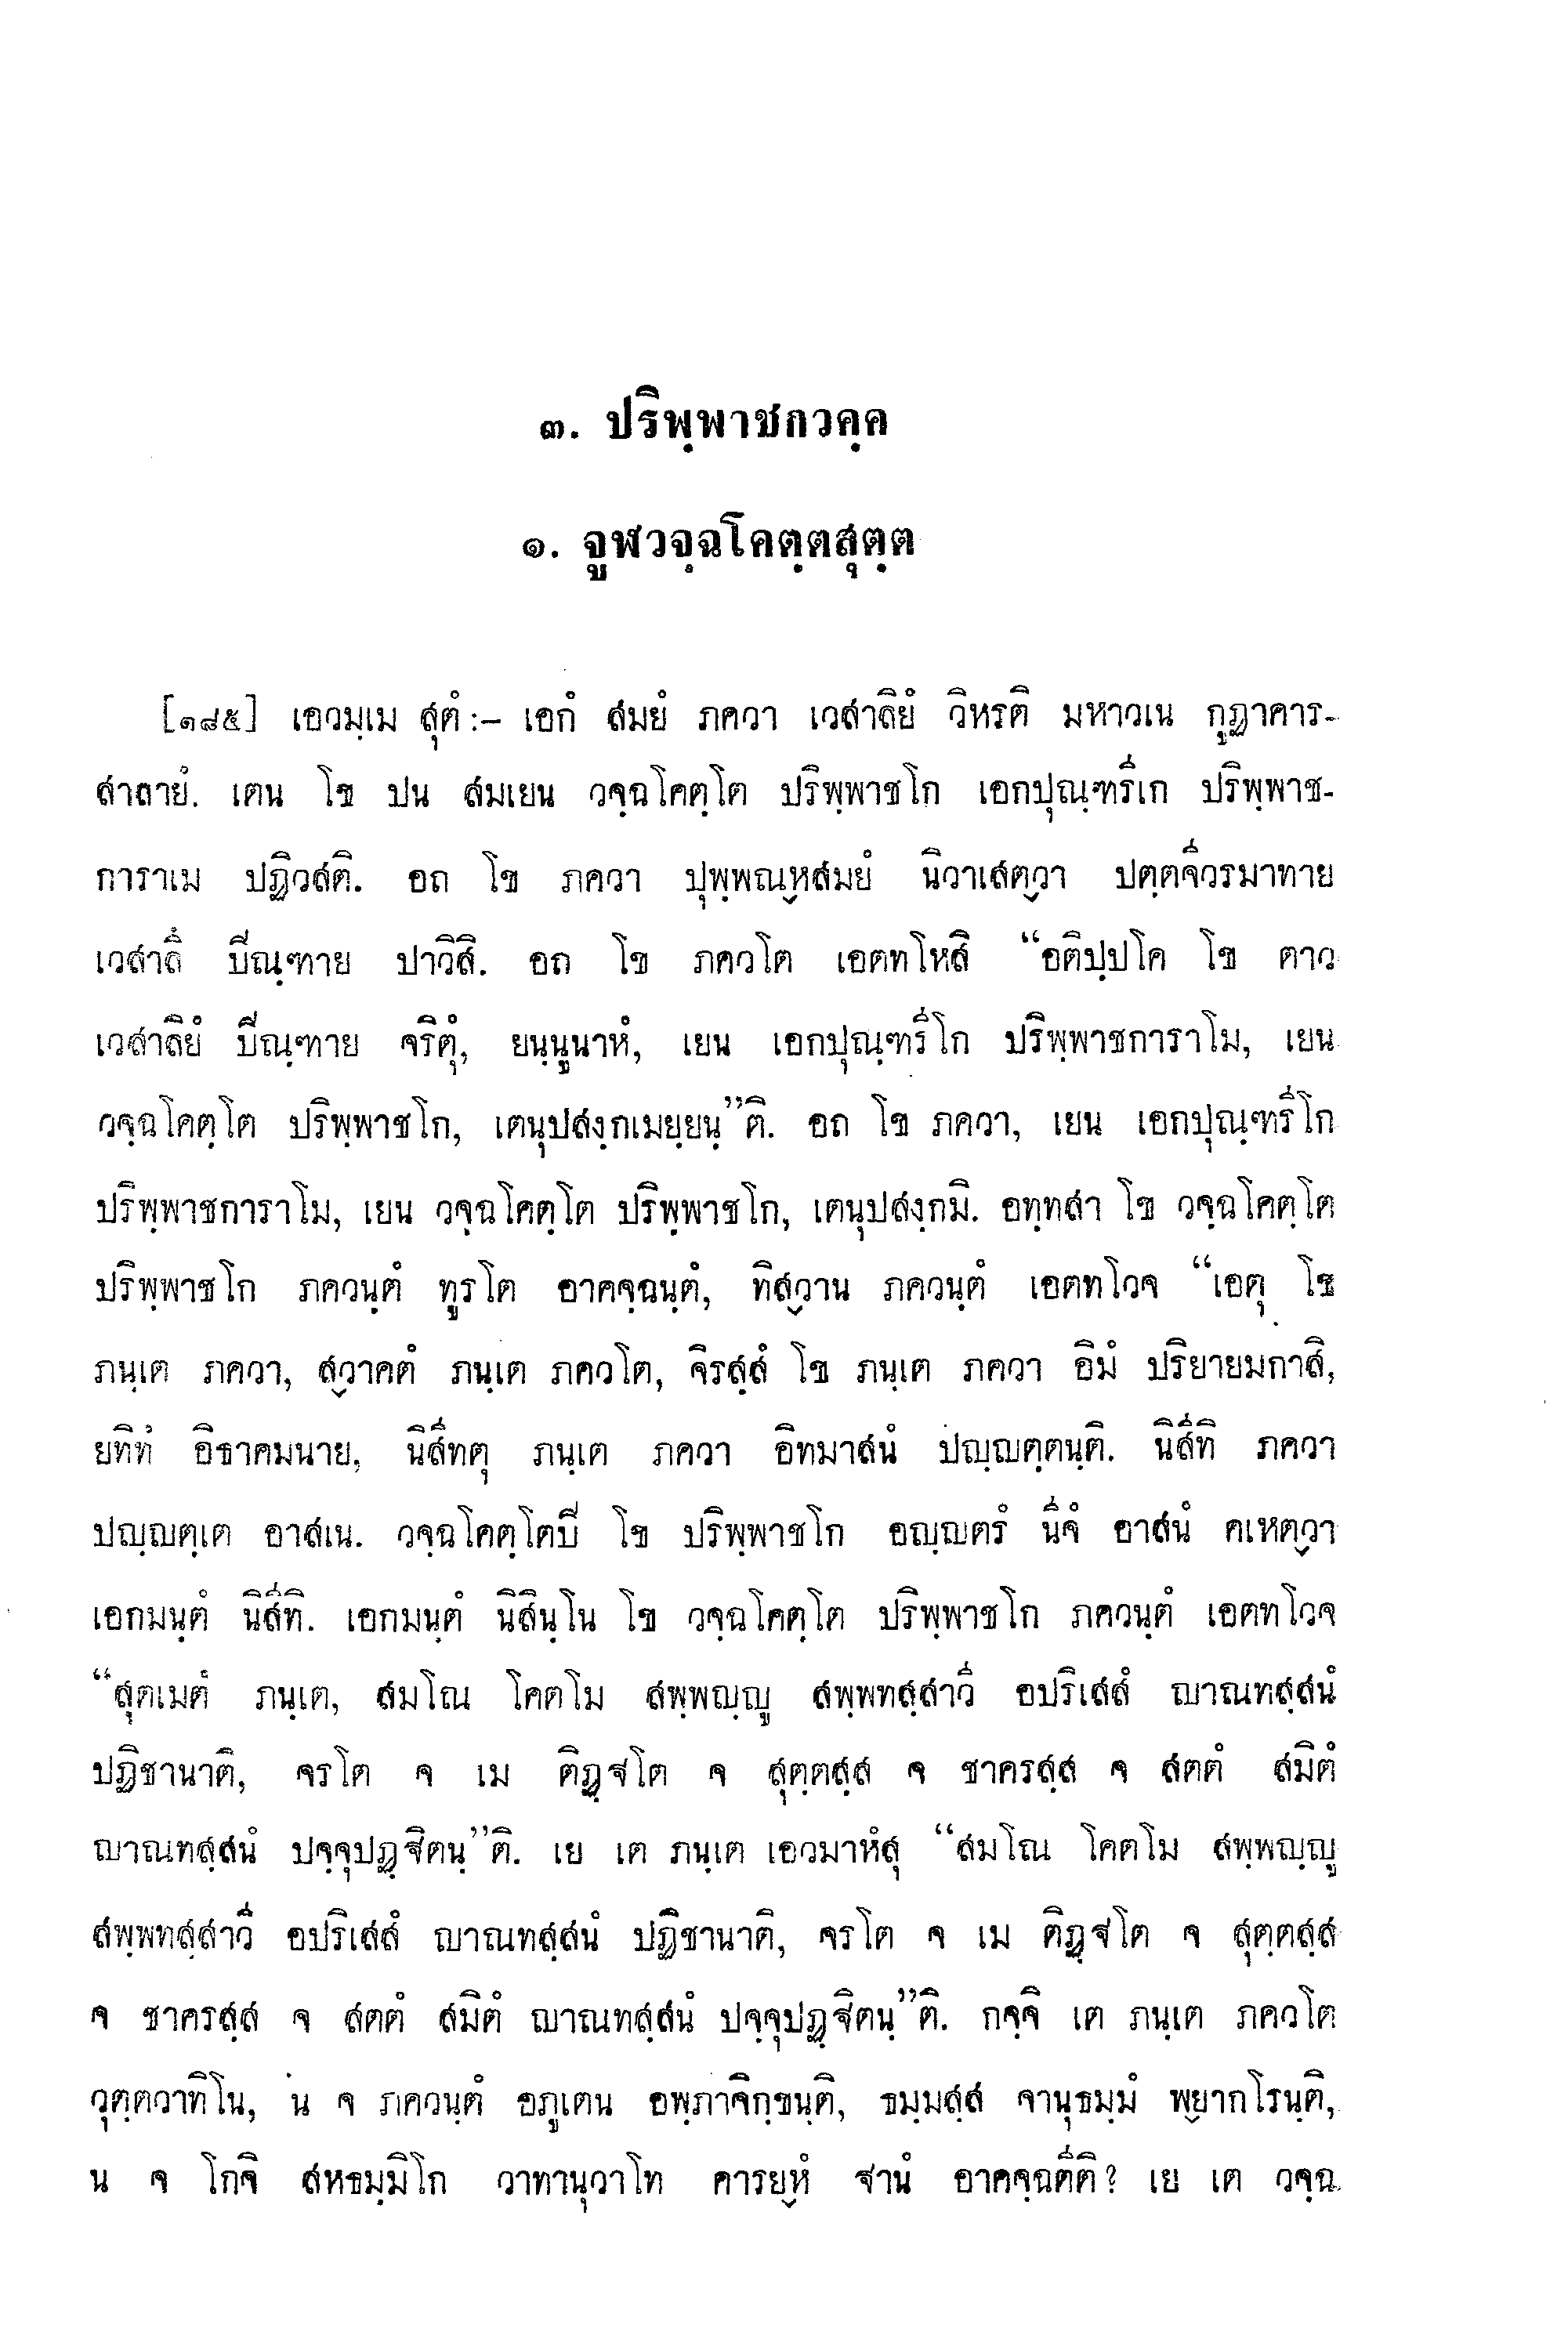 ๓. ปริพฺพาชกวคฺค
๑. จูฬวจฺฉโคตฺตสุตฺต
[๑๘๕] เอวมฺเม สุตํ :– เอกํ สมยํ ภควา เวสาลิยํ วิหรติ มหาวเน กูฏาคาร-
สาลายํ. เตน โข ปน สมเยน วจฺฉโคตฺโต ปริพฺพาชโก เอกปุณฺฑรีเก ปริพฺพาช-
การาเม ปฏิวสติ. อถ โข ภควา ปุพฺพณฺหสมยํ นิวาเสตฺวา ปตฺตจีวรมาทาย
เวสาลึ ปิณฺฑาย ปาวิสิ. อถ โข ภควโต เอตทโหสิ “อติปฺปโค โข ตาว
เวสาลิยํ ปิณฺฑาย จริตุํ, ยนฺนูนาหํ, เยน เอกปุณฺฑรีโก ปริพฺพาชการาโม, เยน
วจฺฉโคตฺโต ปริพฺพาชโก, เตนุปสงฺกเมยฺยนฺ”ติ. อถ โข ภควา, เยน เอกปุณฺฑรีโก
ปริพฺพาชการาโม, เยน วจฺฉโคตฺโต ปริพฺพาชโก, เตนุปสงฺกมิ. อทฺทสา โข วจฺฉโคตฺโต
ปริพฺพาชโก ภควนฺตํ ทูรโต อาคจฺฉนฺตํ, ทิสฺวาน ภควนฺตํ เอตทโวจ “เอตุ โข
ภนฺเต ภควา, สฺวาคตํ ภนฺเต ภควโต, จิรสฺสํ โข ภนฺเต ภควา อิมํ ปริยายมกาสิ,
ยทิทํ อิธาคมนาย, นิสีทตุ ภนฺเต ภควา อิทมาสนํ ปญฺญตฺตนฺติ. นิสีทิ ภควา
ปญฺญตฺเต อาสเน. วจฺฉโคตฺโตปิ โข ปริพฺพาชโก อญฺญตรํ นีจํ อาสนํ คเหตฺวา
เอกมนฺตํ นิสีทิ. เอกมนฺตํ นิสินฺโน โข วจฺฉโคตฺโต ปริพฺพาชโก ภควนฺตํ เอตทโวจ
“สุตเมตํ ภนฺเต, สมโณ โคตโม สพฺพญฺญู สพฺพทสฺสาวี อปริเสสํ ญาณทสฺสนํ
ปฏิชานาติ, จรโต จ เม ติฏฺฐโต จ สุตฺตสฺส จ ชาครสฺส จ สตตํ สมิตํ
ญาณทสฺสนํ ปจฺจุปฏฺฐิตนฺ”ติ. เย เต ภนฺเต เอวมาหํสุ “สมโณ โคตโม สพฺพญฺญู
สพฺพทสฺสาวี อปริเสสํ ญาณทสฺสนํ ปฏิชานาติ, จรโต จ เม ติฏฺฐโต จ สุตฺตสฺส
จ ชาครสฺส จ สตตํ สมิตํ ญาณทสฺสนํ ปจฺจุปฏฺฐิตนฺ”ติ. กจฺจิ เต ภนฺเต ภควโต
วุตฺตวาทิโน, น จ ภควนฺตํ อภูเตน อพฺภาจิกฺขนฺติ, ธมฺมสฺส จานุธมฺมํ พฺยากโรนฺติ,
น จ โกจิ สหธมฺมิโก วาทานุวาโท คารยฺหํ ฐานํ อาคจฺฉตีติ? เย เต วจฺฉ